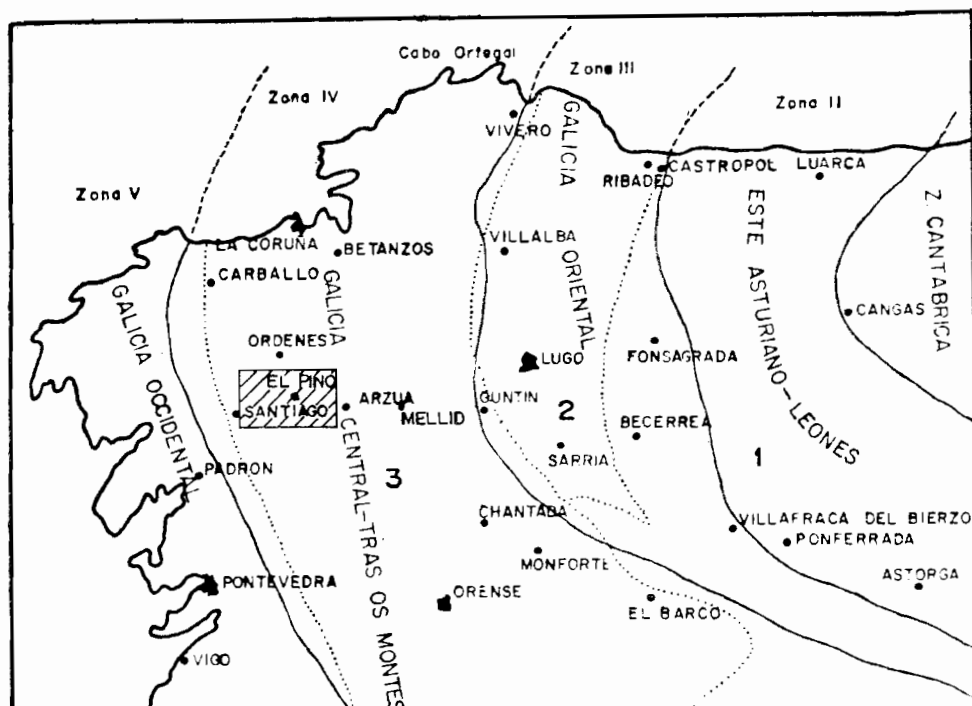 Cabo Ortegal
Zona III
Zona IV
Zona II
VIVERO
GALICIA
ORIENTAL
RIBADEO
CASTROPOL
LUARCA
Zona V
ESTE ASTURIANO-LEONES
Z. CANTABRICA
LA CORUÑA
BETANZOS
VILLALBA
CARBALLO
GALICIA
CENTRAL-TRAS OS MONTES
GALICIA OCCIDENTAL
CANGAS
ORDENES
LUGO
FONSAGRADA
EL PINO
SANTIAGO
ARZUA
MELLID
GUNTIN
2
BECERREA
SARRIA
1
PADRON
3
CHANTADA
VILLAFRACA DEL BIERZO
PONFERRADA
MONFORTE
ASTORGA
PONTEVEDRA
ORENSE
EL BARCO
VIGO